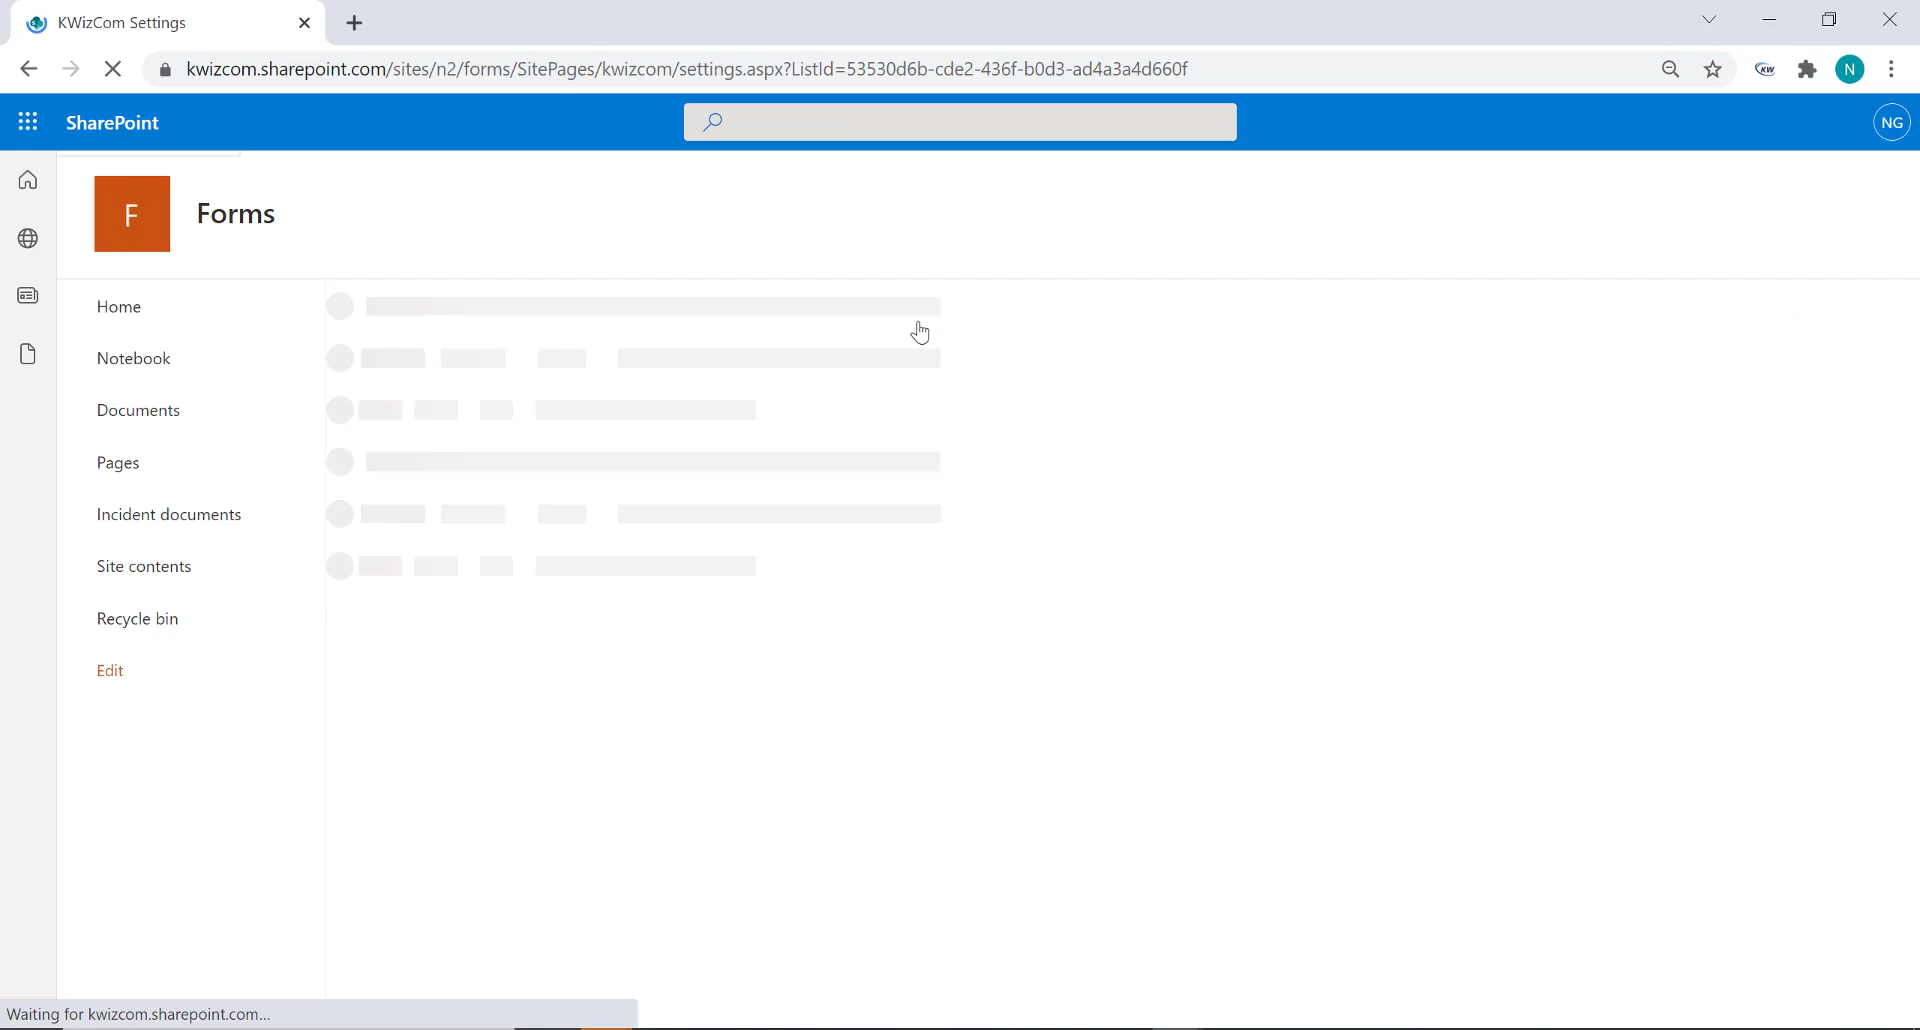 KWizCom Settings
kwizcom.sharepoint.com/sites/n2/forms/SitePages/kwizcom/settings.aspx?ListId=53530d6b-cde2-436f-b0d3-ad4a3a4d660f
KW
N
SharePoint
NG
F
Forms
Home
Notebook
Documents
Pages
Incident documents
Site contents
Recycle bin
Edit
Waiting for kwizcom.sharepoint.com...